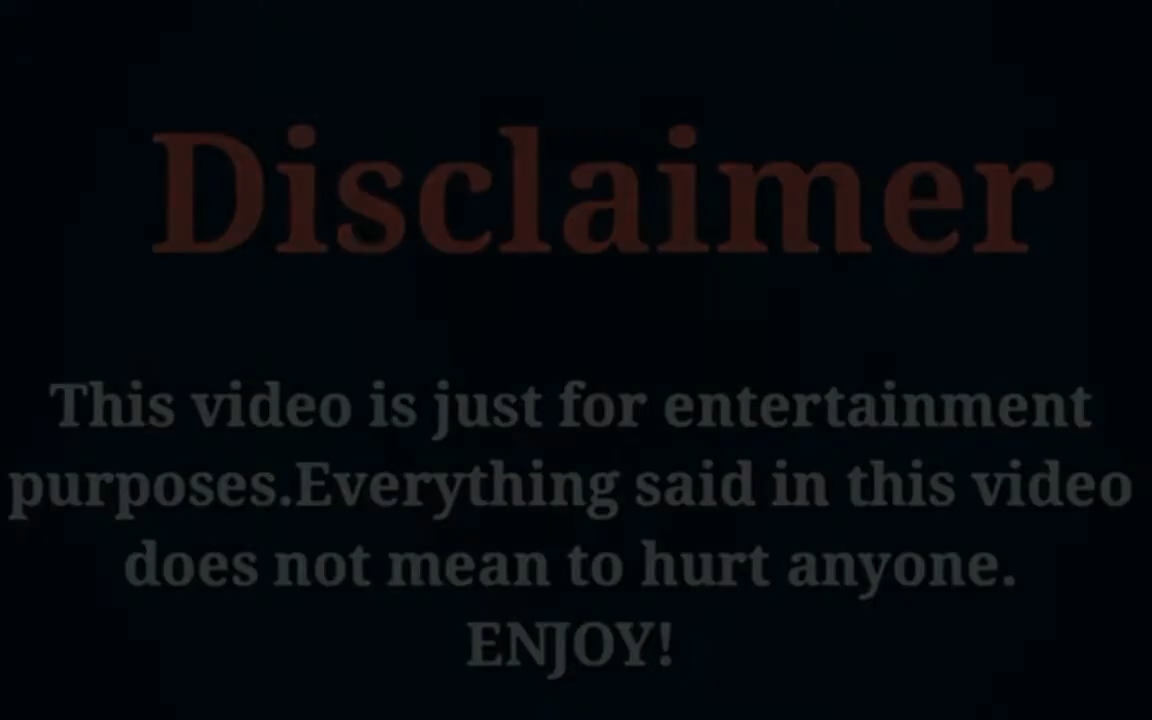 Disclaimer
This video is just for entertainment
purposes.Everything said in this video
does not mean to hurt anyone.
ENJOY!